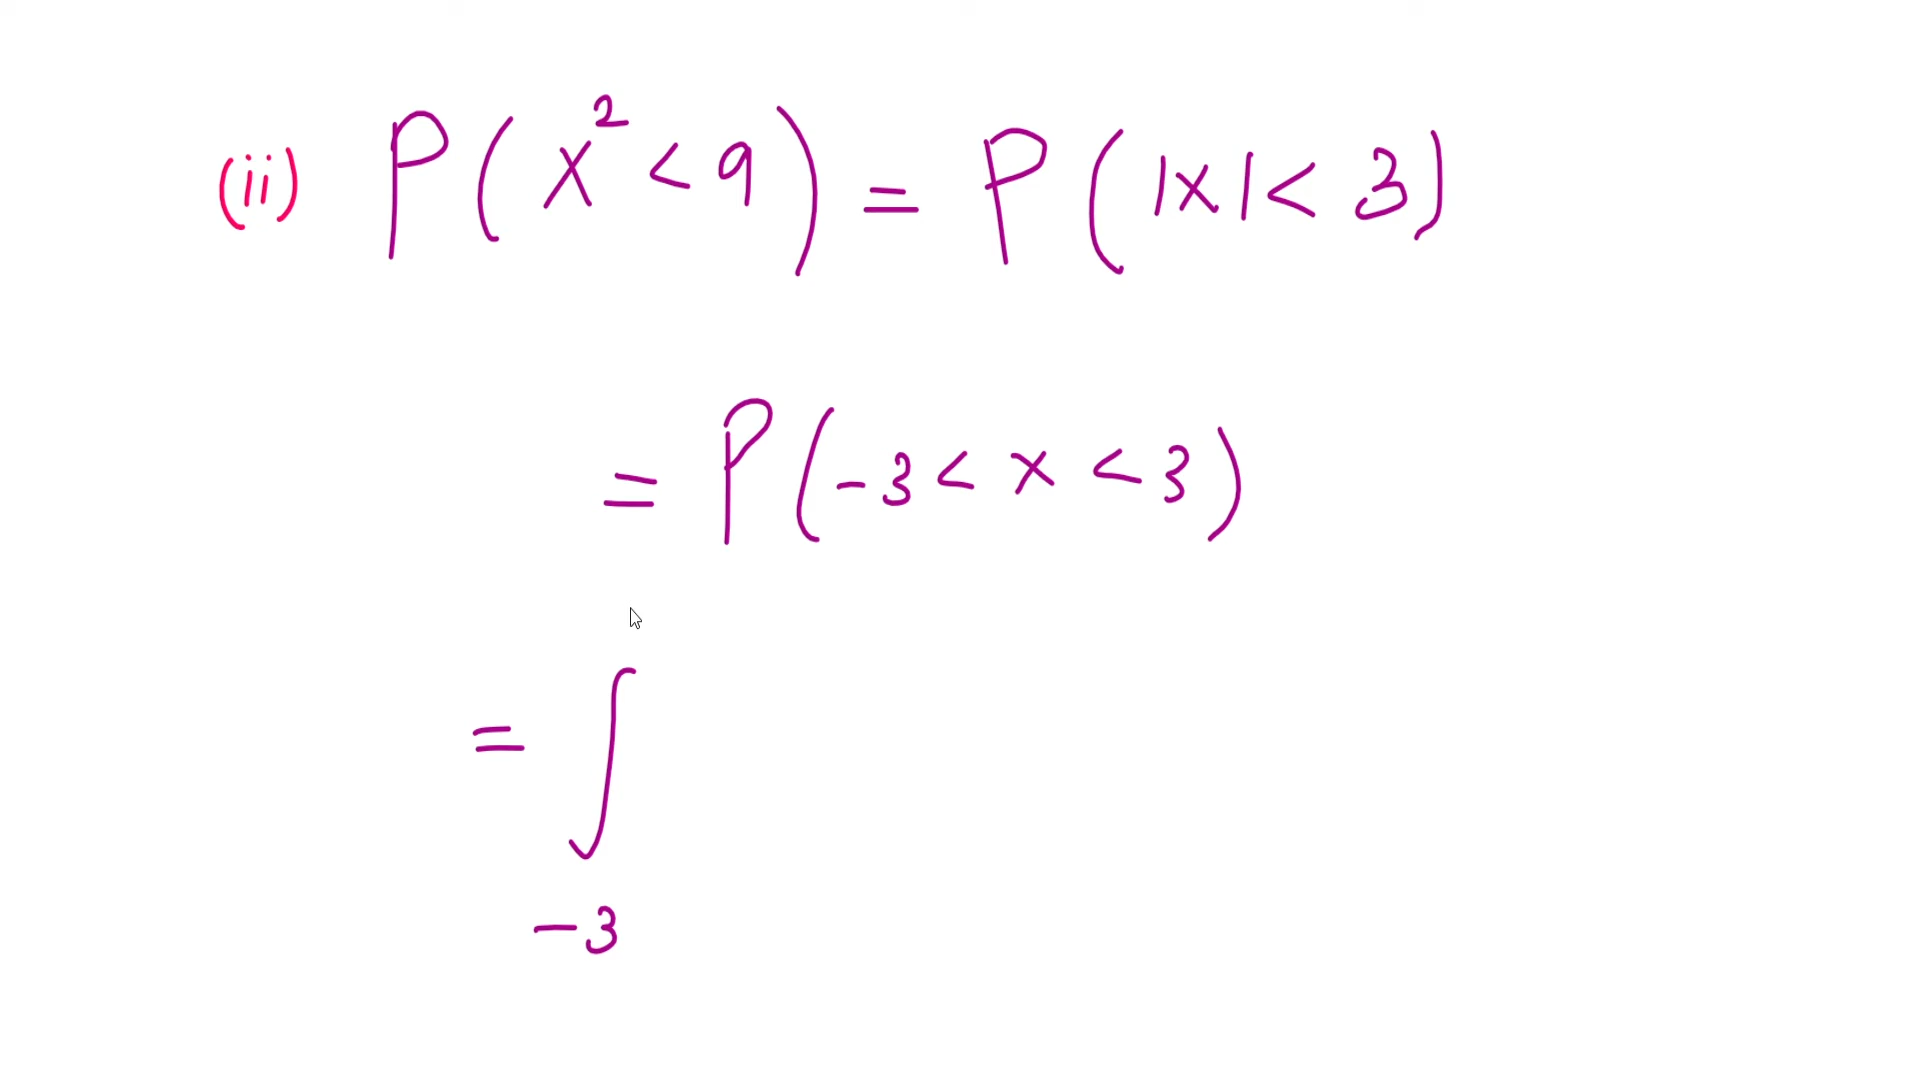 (ii) P(X² < 9) = P(|x| < 3)
= P(-3 < x < 3)
= ∫
-3